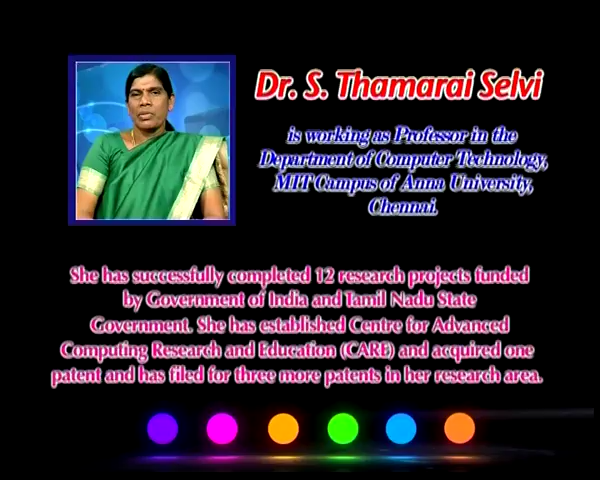 Dr. S. Thamarai Selvi
is working as Professor in the
Department of Computer Technology,
MIT Campus of Anna University,
Chennai.
She has successfully completed 12 research projects funded
by Government of India and Tamil Nadu State
Government. She has established Centre for Advanced
Computing Research and Education (CARE) and acquired one
patent and has filed for three more patents in her research area.